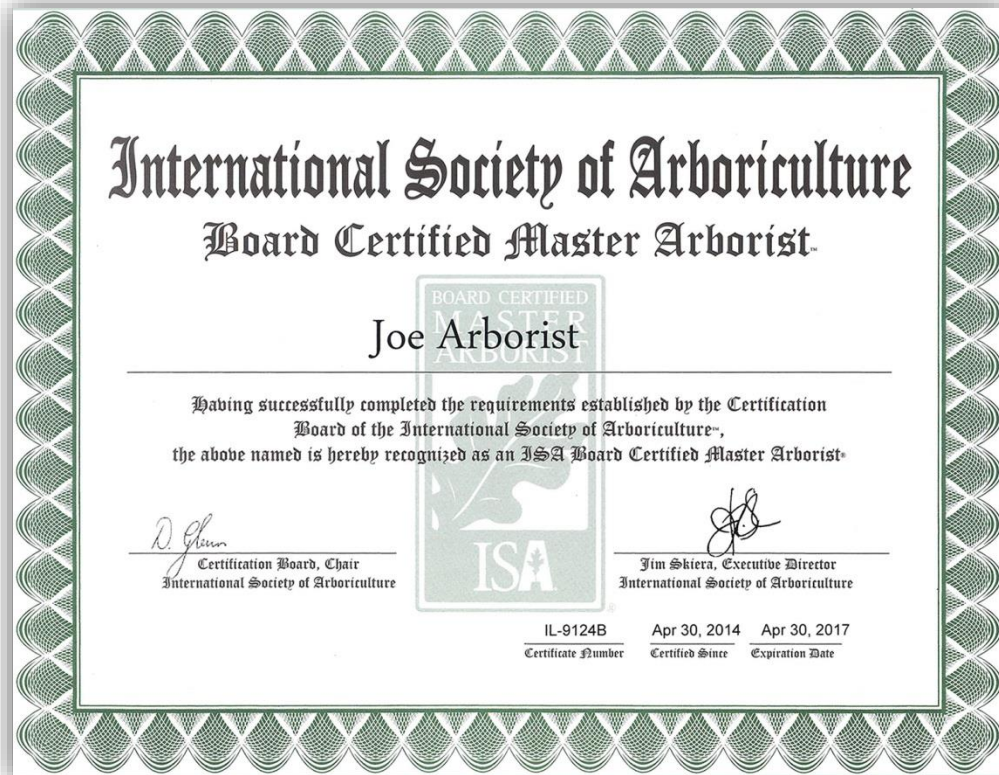 International Society of Arboriculture
Board Certified Master Arborist™
BOARD CERTIFIED
MASTER
ARBORIST
Joe Arborist
Having successfully completed the requirements established by the Certification
Board of the International Society of Arboriculture™,
the above named is hereby recognized as an ISA Board Certified Master Arborist®
D. Glenn
Certification Board, Chair
International Society of Arboriculture
ISA®
Jim Skiera, Executive Director
International Society of Arboriculture
IL-9124B Apr 30, 2014 Apr 30, 2017
Certificate Number Certified Since Expiration Date